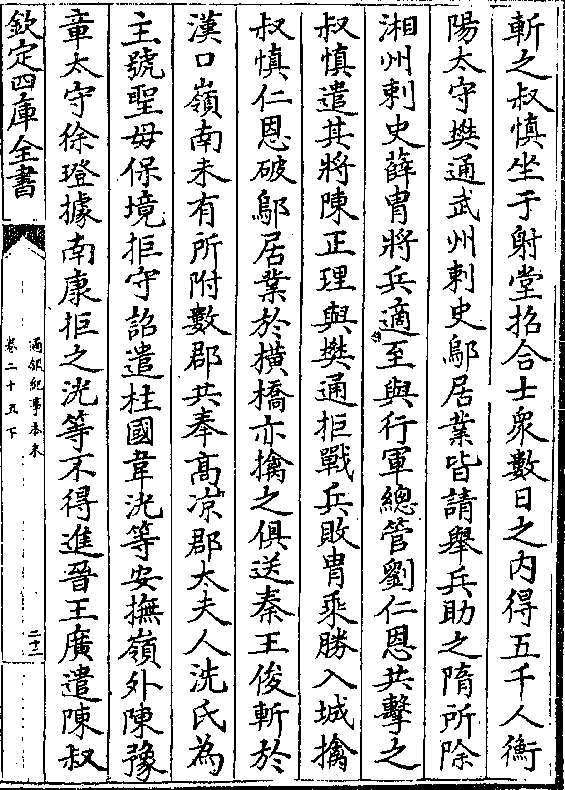 斬之叔慎坐于射堂招合士衆數日之內得五千人衡
陽太守樊通武州刺史鄔居業皆請舉兵助之隋所除
湘州刺史薛胄將兵適至與行軍總管劉仁恩共擊之
叔慎遣其將陳正理與樊通拒戰兵敗胄乘勝入城擒
叔慎仁恩破鄔居業於橫橋亦擒之俱送秦王俊斬於
漢口嶺南未有所附數郡共奉高凉郡太夫人洗氏為
主號聖母保境拒守詔遣柱國韋洸等安撫嶺外陳豫
章太守徐璒據南康拒之洸等不得進晉王廣遣陳叔
欽定四庫全書
通鑑紀事本末
卷二十五下
二十二